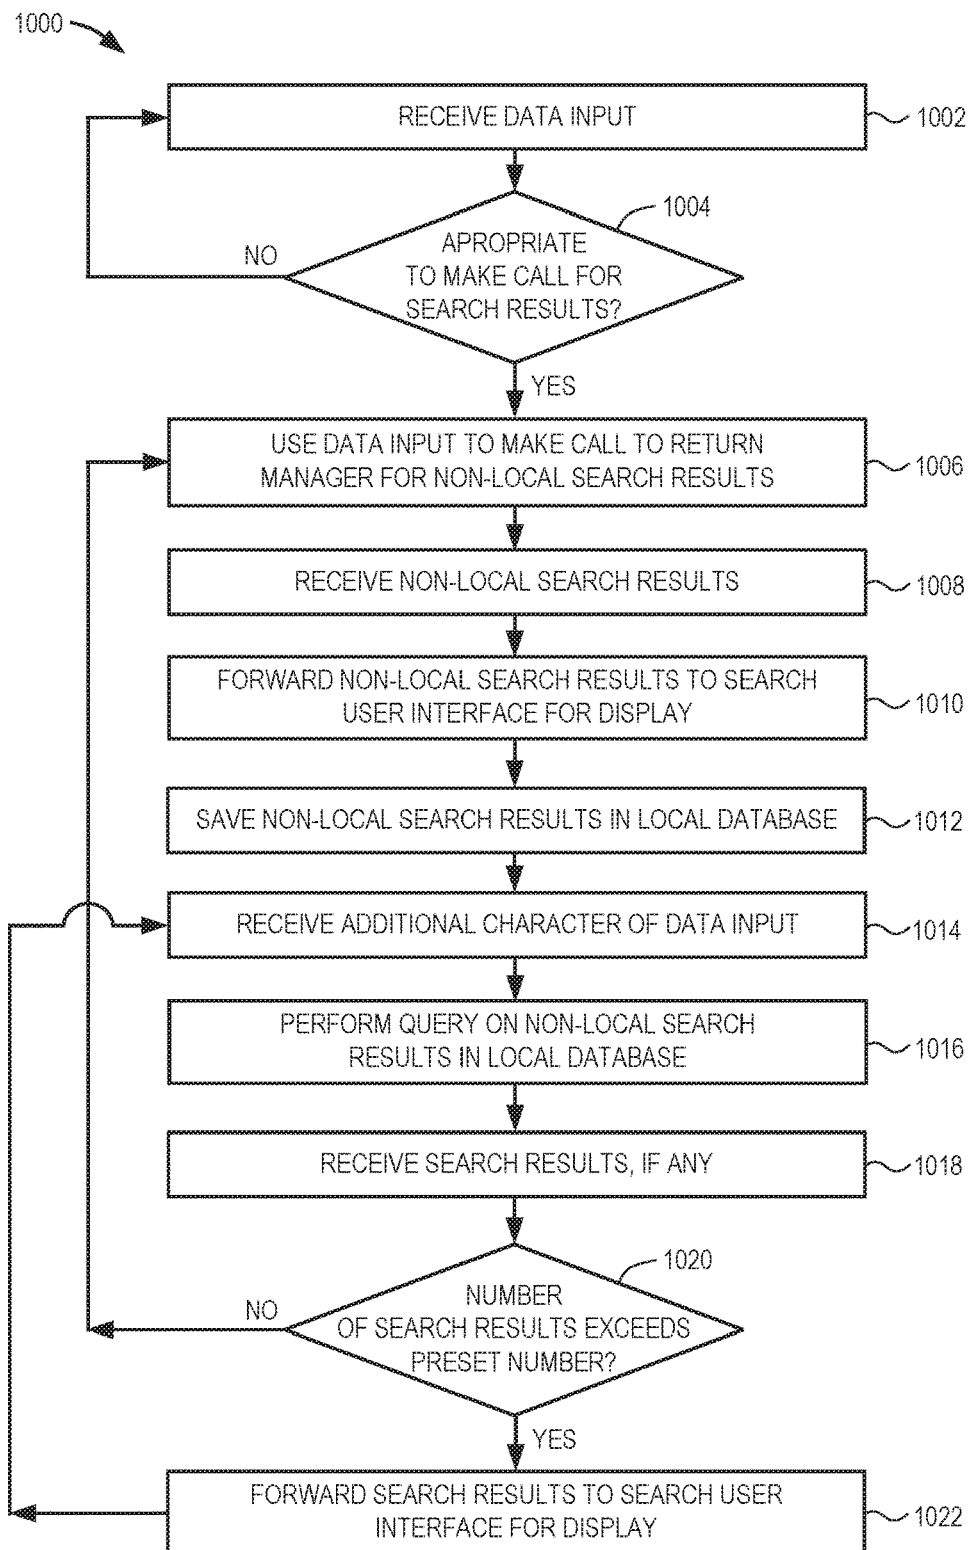 1000
RECEIVE DATA INPUT
1002
1004
APROPRIATE
TO MAKE CALL FOR
SEARCH RESULTS?
NO
YES
USE DATA INPUT TO MAKE CALL TO RETURN
MANAGER FOR NON-LOCAL SEARCH RESULTS
1006
RECEIVE NON-LOCAL SEARCH RESULTS
1008
FORWARD NON-LOCAL SEARCH RESULTS TO SEARCH
USER INTERFACE FOR DISPLAY
1010
SAVE NON-LOCAL SEARCH RESULTS IN LOCAL DATABASE
1012
RECEIVE ADDITIONAL CHARACTER OF DATA INPUT
1014
PERFORM QUERY ON NON-LOCAL SEARCH
RESULTS IN LOCAL DATABASE
1016
RECEIVE SEARCH RESULTS, IF ANY
1018
1020
NUMBER
OF SEARCH RESULTS EXCEEDS
PRESET NUMBER?
NO
YES
FORWARD SEARCH RESULTS TO SEARCH USER
INTERFACE FOR DISPLAY
1022